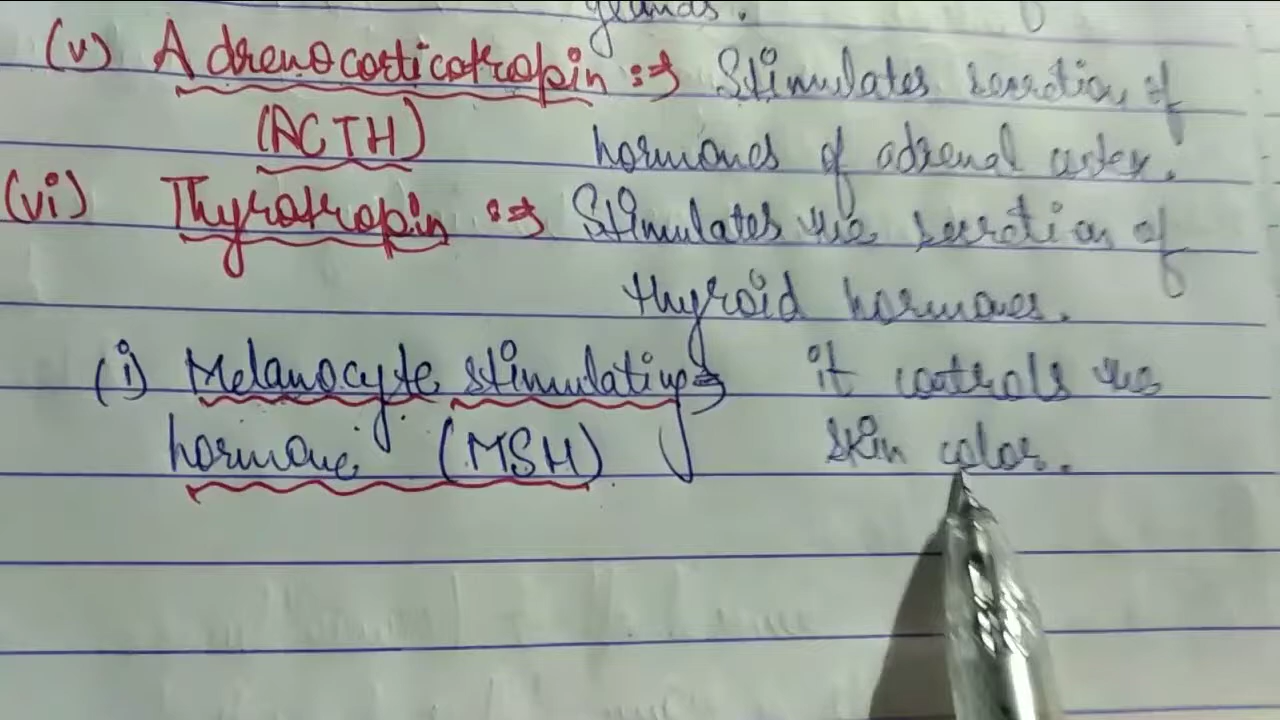 glands.
(v) Adrenocorticotropin :⇒ Stimulates secretion of
(ACTH) hormones of adrenal cortex.
(vi) Thyrotropin :⇒ Stimulates the secretion of
thyroid hormones.
(i) Melanocyte stimulating ⇒ it controls the
hormone (MSH) skin color.